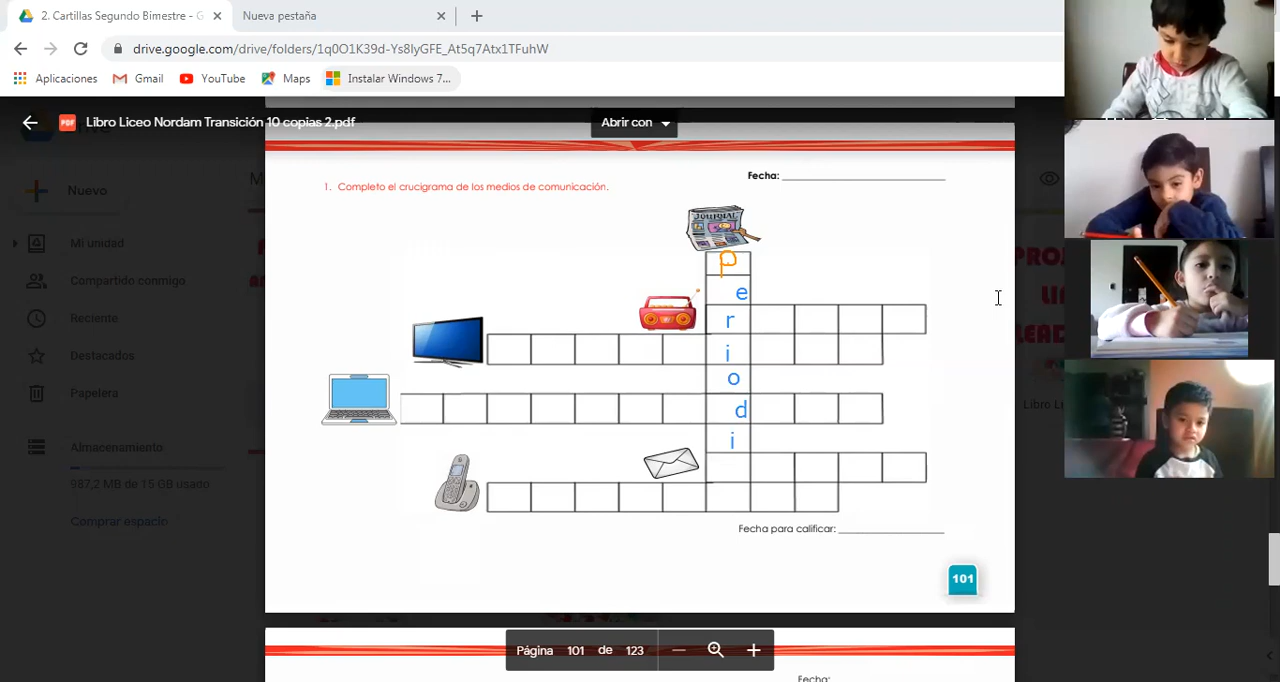 2. Cartillas Segundo Bimestre - G
Nueva pestaña
drive.google.com/drive/folders/1q0O1K39d-Ys8lyGFE_At5q7Atx1TFuhW
Aplicaciones
Gmail
YouTube
Maps
Instalar Windows 7...
Libro Liceo Nordam Transición 10 copias 2.pdf
Abrir con
Nuevo
Mi unidad
Compartido conmigo
Reciente
Destacados
Papelera
Almacenamiento
987,2 MB de 15 GB usado
Comprar espacio
Fecha:
1. Completo el crucigrama de los medios de comunicación.
JOURNAL
p
e
r
i
o
d
i
Fecha para calificar:
101
Página 101 de 123
Fecha: